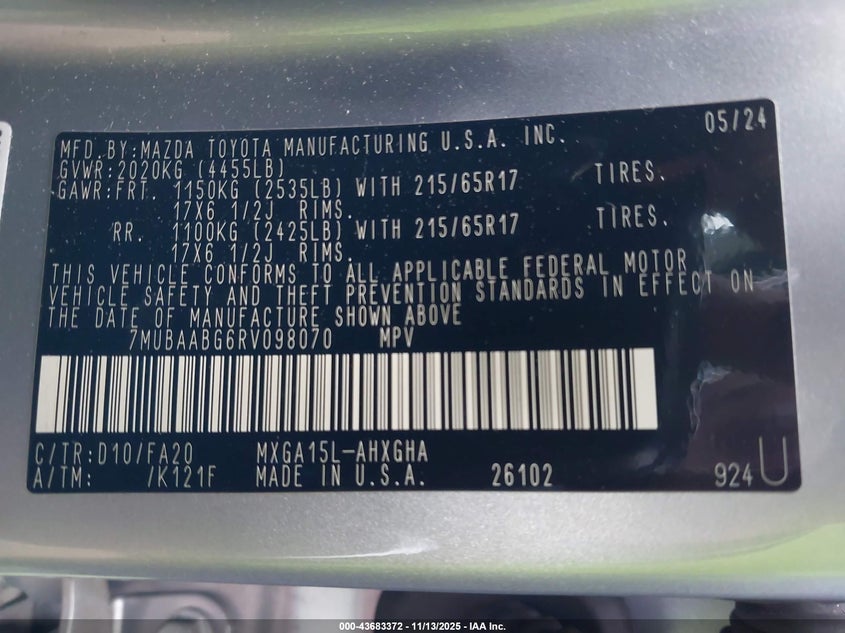 05/24
MFD.BY:MAZDA TOYOTA MANUFACTURING U.S.A. INC.
GVWR:2020KG (4455LB)
GAWR:FRT. 1150KG (2535LB) WITH 215/65R17 TIRES.
17X6 1/2J RIMS.
RR. 1100KG (2425LB) WITH 215/65R17 TIRES.
17X6 1/2J RIMS.
THIS VEHICLE CONFORMS TO ALL APPLICABLE FEDERAL MOTOR
VEHICLE SAFETY AND THEFT PREVENTION STANDARDS IN EFFECT ON
THE DATE OF MANUFACTURE SHOWN ABOVE
7MUBAABG6RV098070 MPV
C/TR:D10/FA20 MXGA15L-AHXGHA
A/TM: /K121F MADE IN U.S.A. 26102 924 U
000-43683372 - 11/13/2025 - IAA Inc.